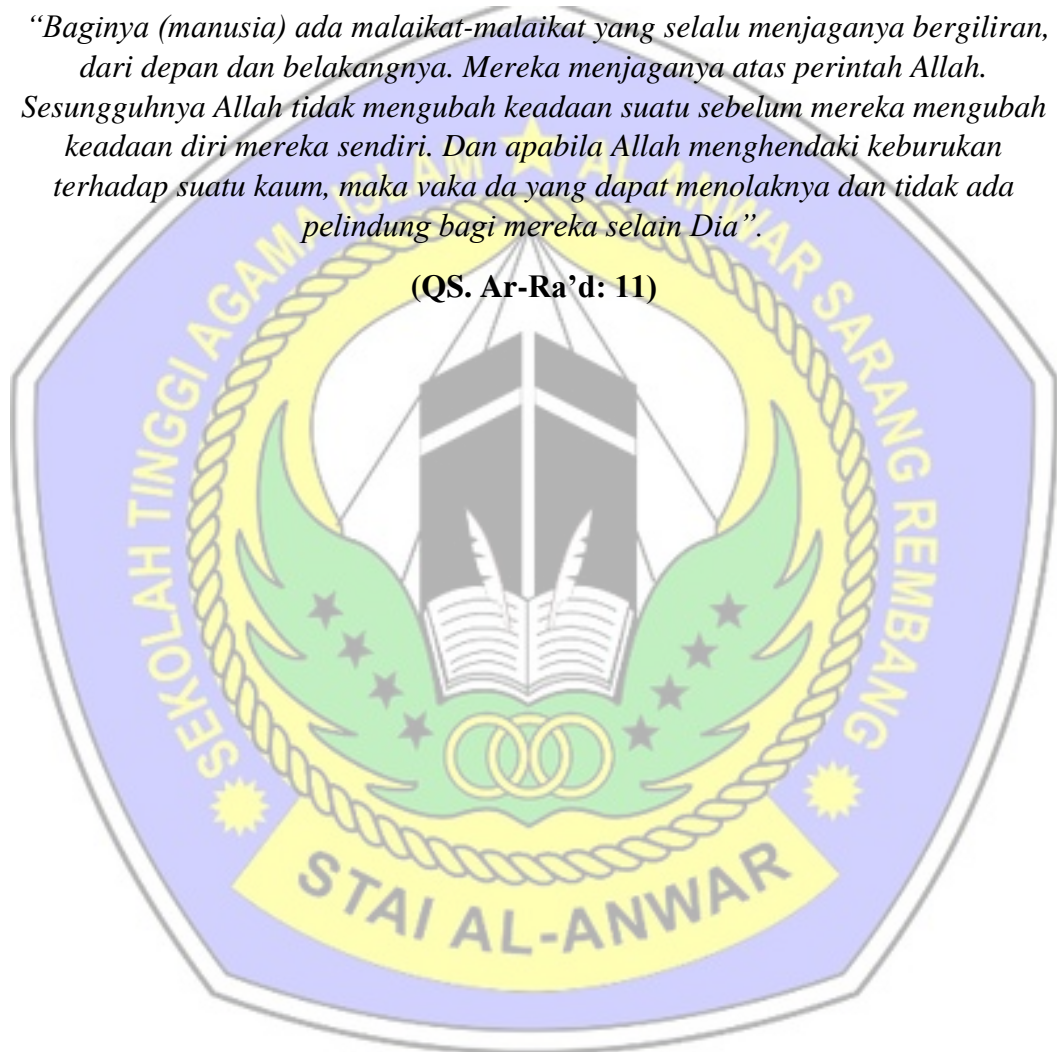 “Baginya (manusia) ada malaikat-malaikat yang selalu menjaganya bergiliran,
dari depan dan belakangnya. Mereka menjaganya atas perintah Allah.
Sesungguhnya Allah tidak mengubah keadaan suatu sebelum mereka mengubah
keadaan diri mereka sendiri. Dan apabila Allah menghendaki keburukan
terhadap suatu kaum, maka vaka da yang dapat menolaknya dan tidak ada
pelindung bagi mereka selain Dia”.
(QS. Ar-Ra’d: 11)
SEKOLAH TINGGI AGAMA ISLAM ★ AL-ANWAR SARANG REMBANG
STAI AL-ANWAR